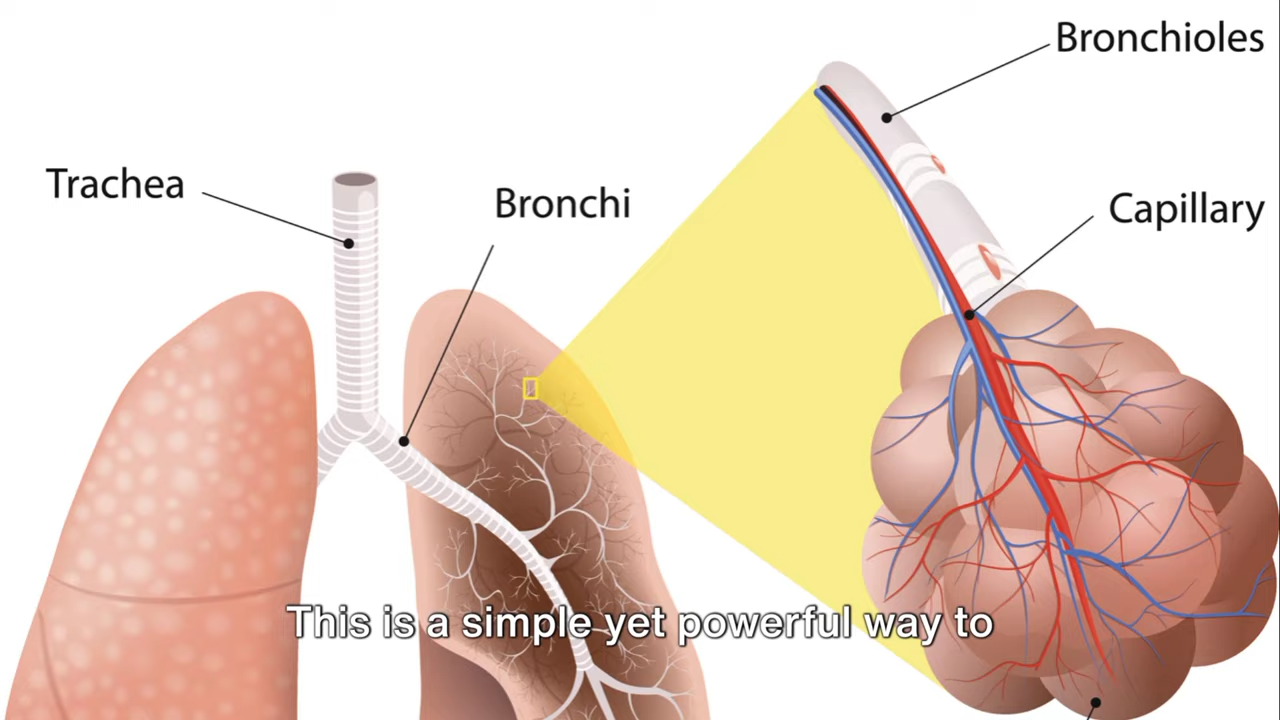 Bronchioles
Trachea
Bronchi
Capillary
This is a simple yet powerful way to